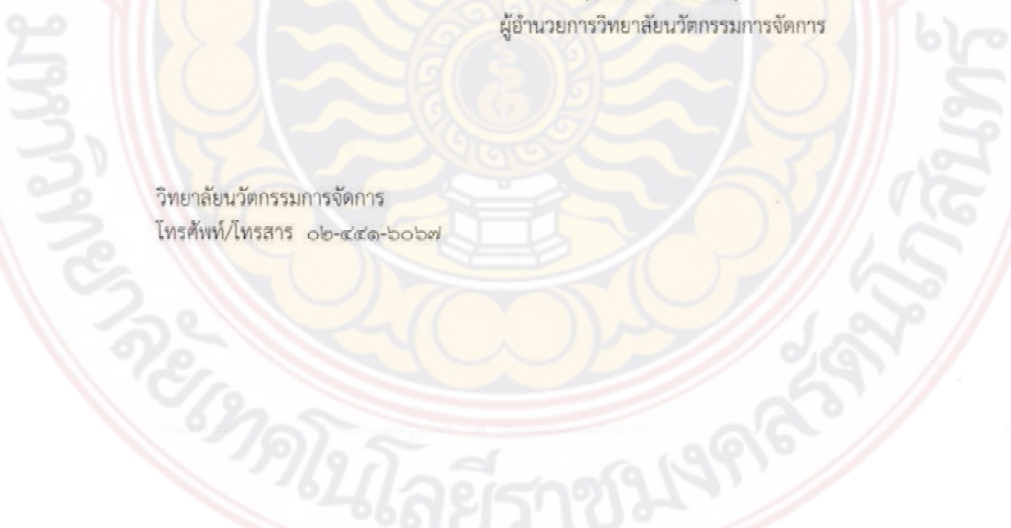 ผู้อำนวยการวิทยาลัยนวัตกรรมการจัดการ
วิทยาลัยนวัตกรรมการจัดการ
โทรศัพท์/โทรสาร ๐๒-๔๔๑-๖๐๖๗
มหาวิทยาลัยเทคโนโลยีราชมงคลรัตนโกสินทร์